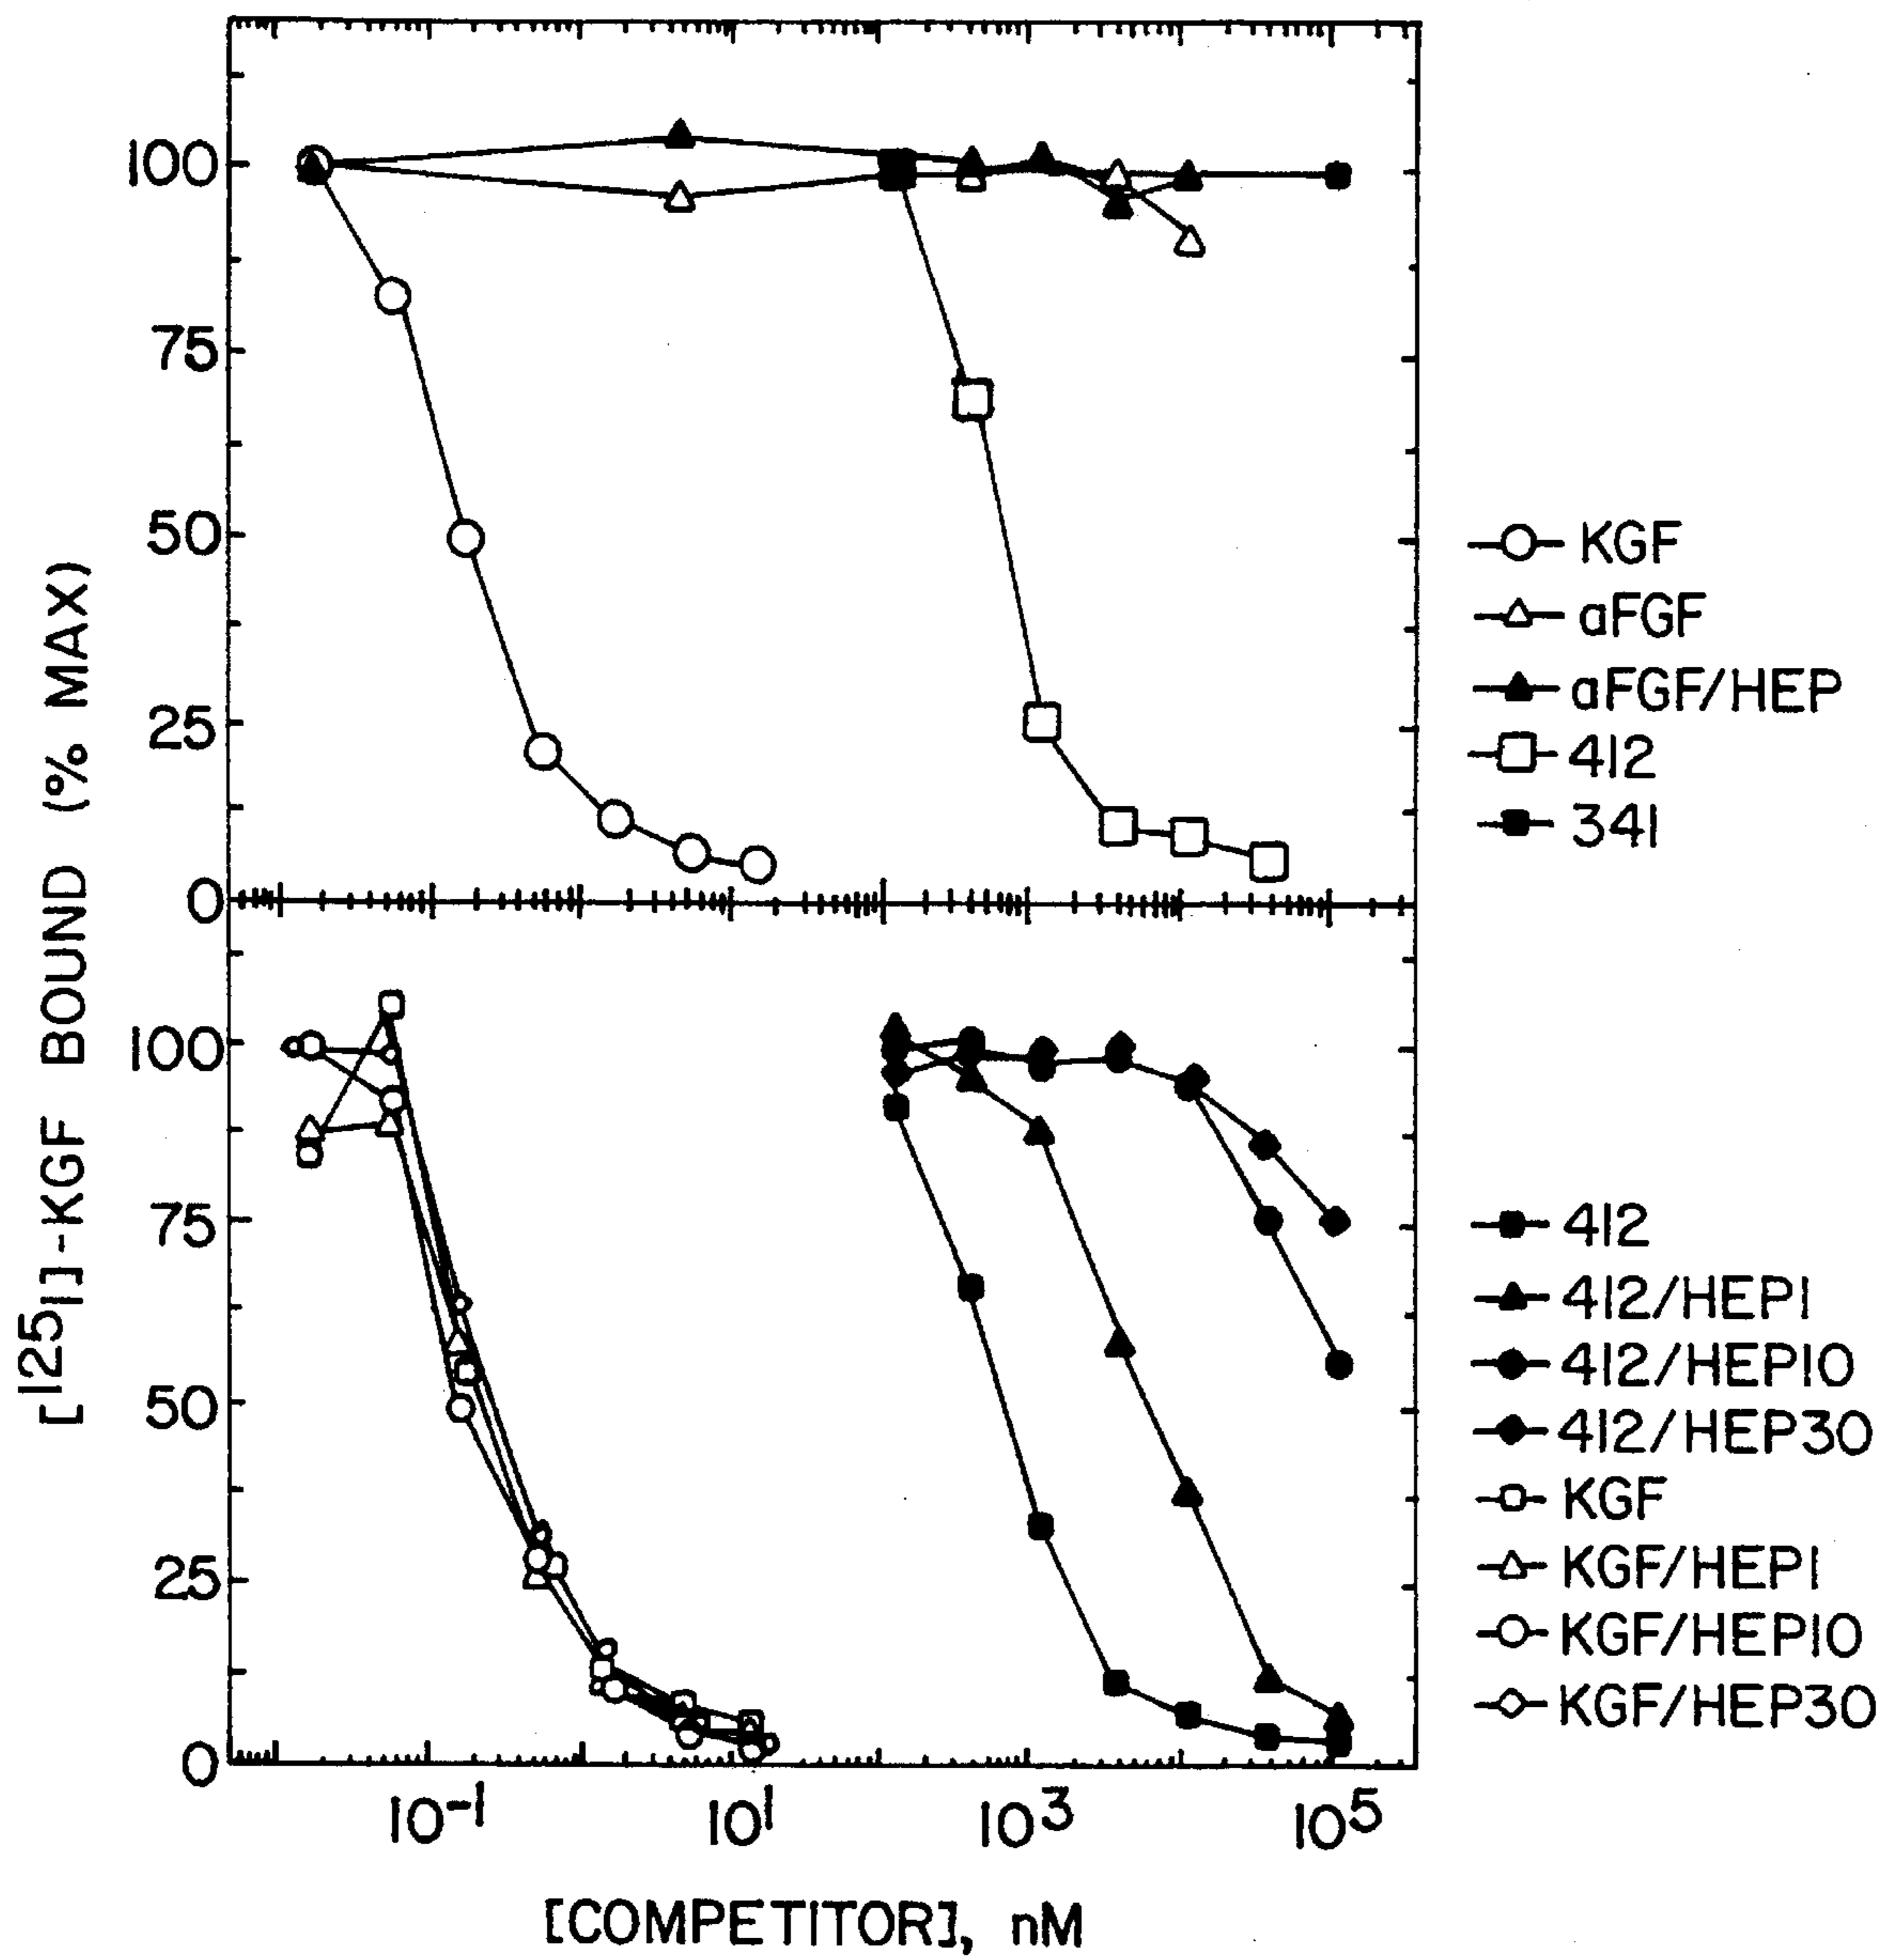 [125I]-KGF BOUND (% MAX)
100
75
50
25
0
KGF
aFGF
aFGF/HEP
412
341
100
75
50
25
0
412
412/HEP1
412/HEP10
412/HEP30
KGF
KGF/HEP1
KGF/HEP10
KGF/HEP30
10-1 101 103 105
[COMPETITOR], nM